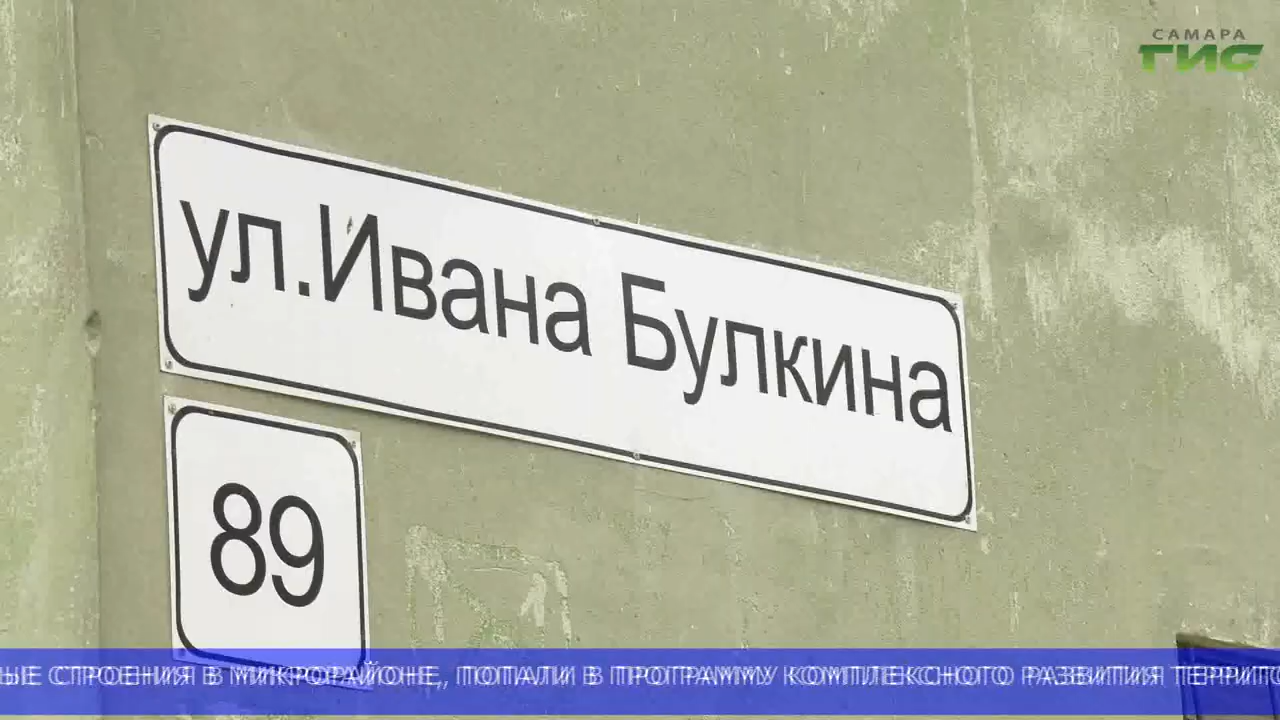 САМАРА
ГИС
ул.Ивана Булкина
89
СТРОЕНИЯ В МИКРОРАЙОНЕ, ПОПАЛИ В ПРОГРАММУ КОМПЛЕКСНОГО РАЗВИТИЯ